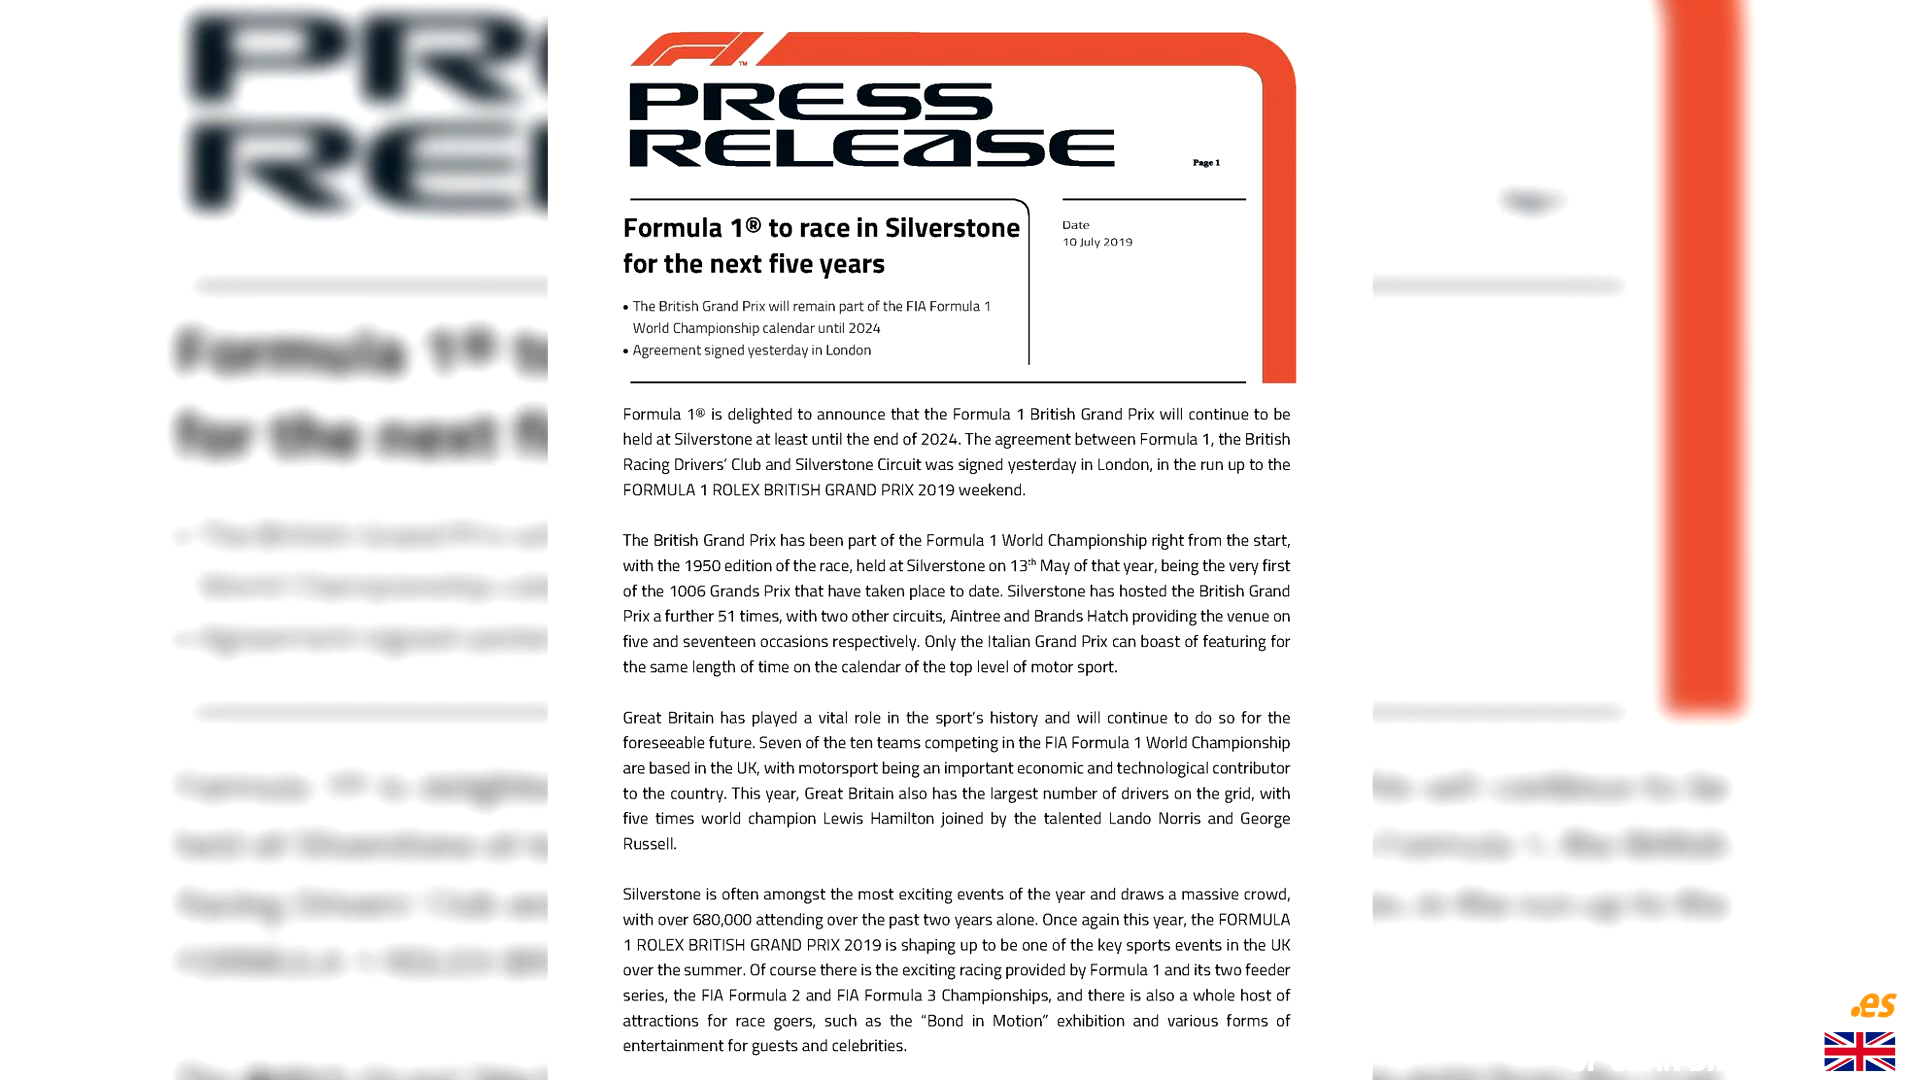 PRESS
RELEASE
Page 1
Formula 1® to race in Silverstone
for the next five years
• The British Grand Prix will remain part of the FIA Formula 1
World Championship calendar until 2024
• Agreement signed yesterday in London
Date
10 July 2019
Formula 1® is delighted to announce that the Formula 1 British Grand Prix will continue to be
held at Silverstone at least until the end of 2024. The agreement between Formula 1, the British
Racing Drivers' Club and Silverstone Circuit was signed yesterday in London, in the run up to the
FORMULA 1 ROLEX BRITISH GRAND PRIX 2019 weekend.
The British Grand Prix has been part of the Formula 1 World Championship right from the start,
with the 1950 edition of the race, held at Silverstone on 13th May of that year, being the very first
of the 1006 Grands Prix that have taken place to date. Silverstone has hosted the British Grand
Prix a further 51 times, with two other circuits, Aintree and Brands Hatch providing the venue on
five and seventeen occasions respectively. Only the Italian Grand Prix can boast of featuring for
the same length of time on the calendar of the top level of motor sport.
Great Britain has played a vital role in the sport's history and will continue to do so for the
foreseeable future. Seven of the ten teams competing in the FIA Formula 1 World Championship
are based in the UK, with motorsport being an important economic and technological contributor
to the country. This year, Great Britain also has the largest number of drivers on the grid, with
five times world champion Lewis Hamilton joined by the talented Lando Norris and George
Russell.
Silverstone is often amongst the most exciting events of the year and draws a massive crowd,
with over 680,000 attending over the past two years alone. Once again this year, the FORMULA
1 ROLEX BRITISH GRAND PRIX 2019 is shaping up to be one of the key sports events in the UK
over the summer. Of course there is the exciting racing provided by Formula 1 and its two feeder
series, the FIA Formula 2 and FIA Formula 3 Championships, and there is also a whole host of
attractions for race goers, such as the “Bond in Motion” exhibition and various forms of
entertainment for guests and celebrities.
.es